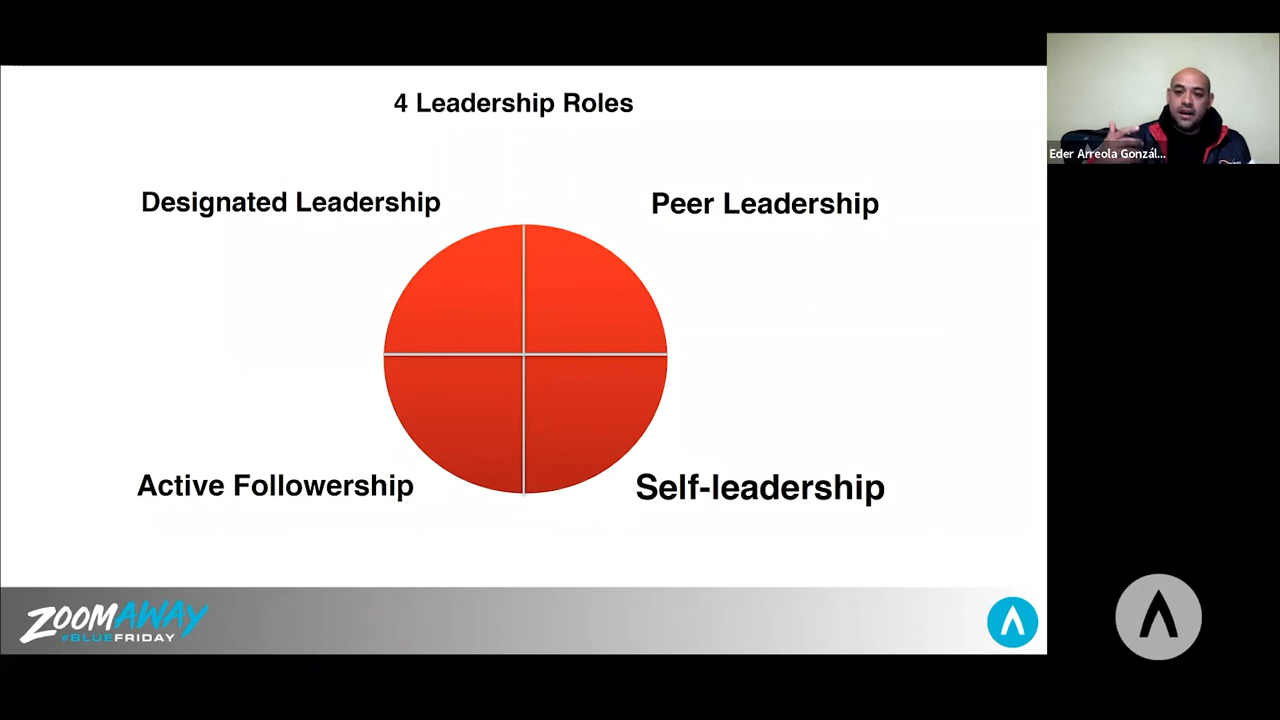 4 Leadership Roles
Designated Leadership
Peer Leadership
Active Followership
Self-leadership
ZOOMAWAY
#BLUEFRIDAY
Eder Arreola Gonzál...